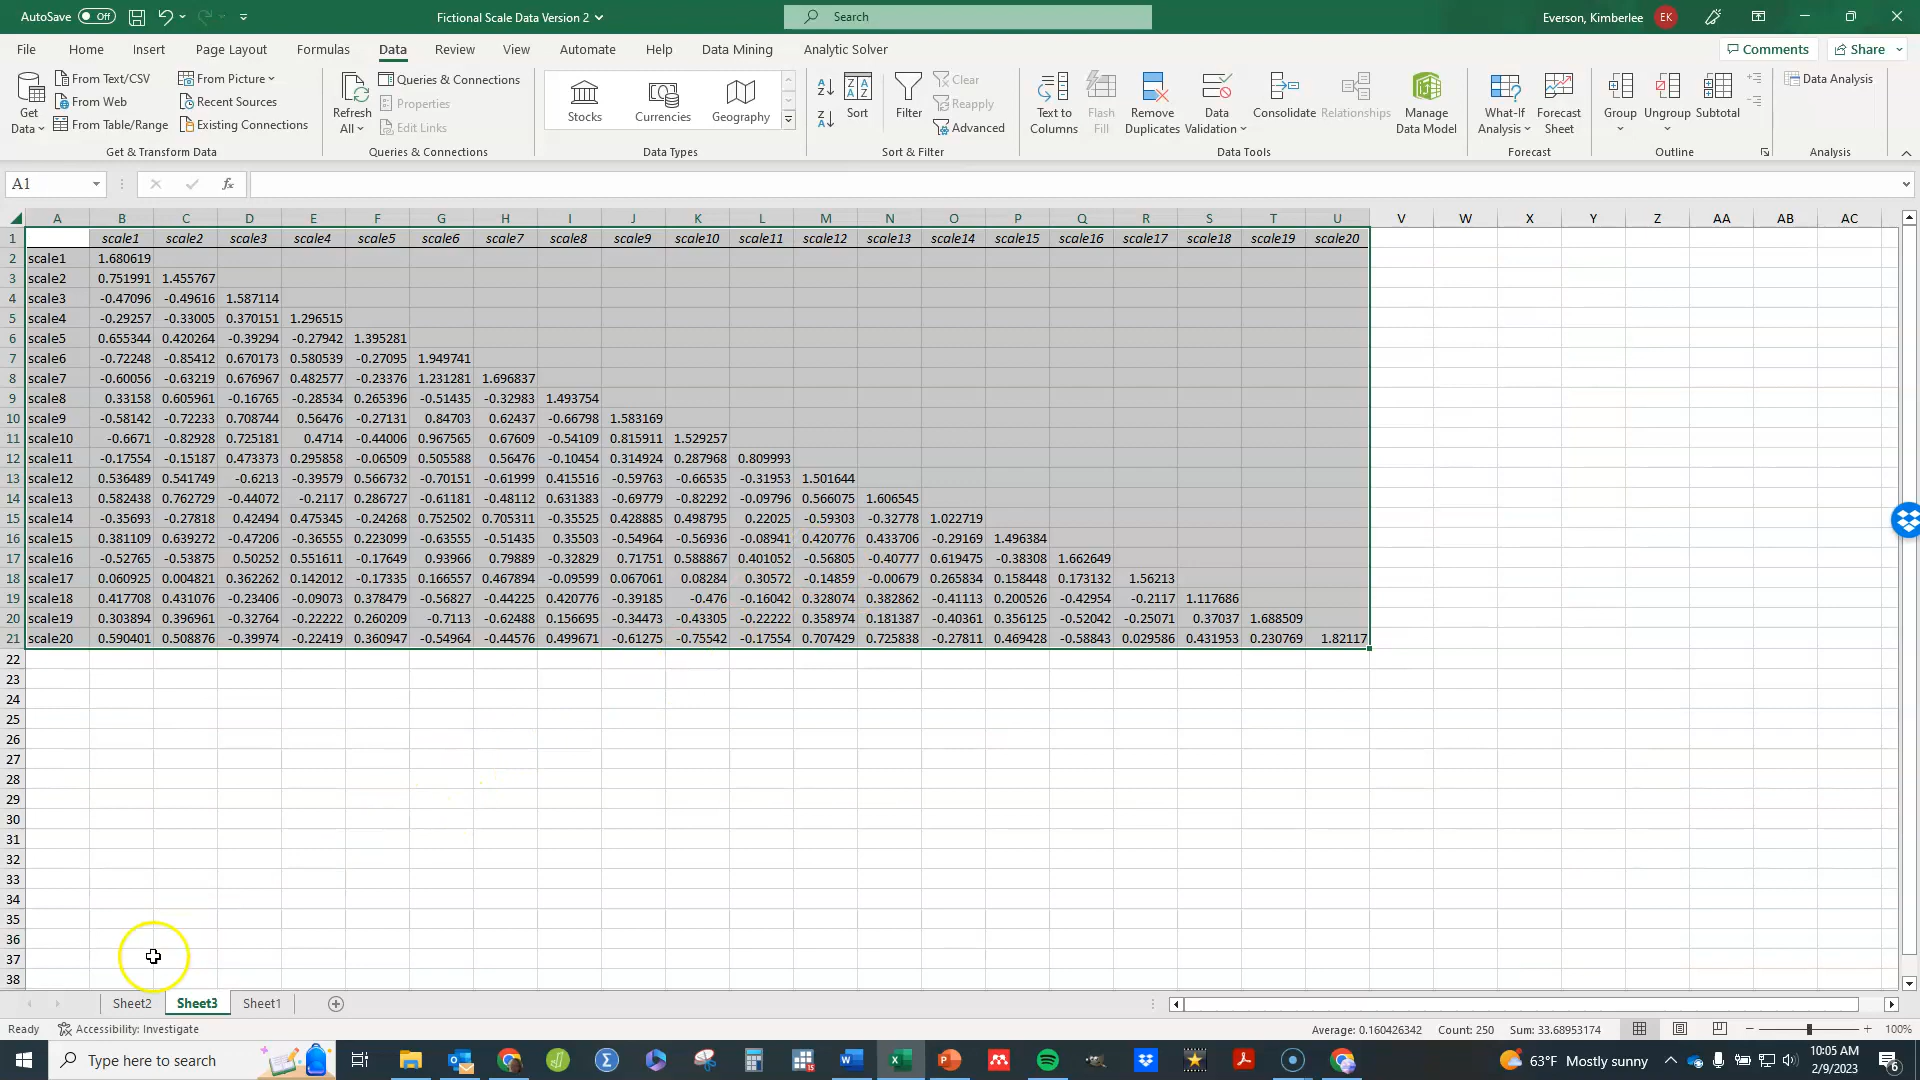 AutoSave Off Fictional Scale Data Version 2 Search Everson, Kimberlee EK
File Home Insert Page Layout Formulas Data Review View Automate Help Data Mining Analytic Solver Comments Share
Get Data From Text/CSV From Picture Refresh All Queries & Connections Stocks Currencies Geography Sort Filter Clear Text to Columns Flash Fill Remove Duplicates Data Validation Consolidate Relationships Manage Data Model What-If Analysis Forecast Sheet Group Ungroup Subtotal Data Analysis
From Web Recent Sources Properties Reapply
From Table/Range Existing Connections Edit Links Advanced
Get & Transform Data Queries & Connections Data Types Sort & Filter Data Tools Forecast Outline Analysis
A1 fx
A B C D E F G H I J K L M N O P Q R S T U V W X Y Z AA AB AC
1 scale1 scale2 scale3 scale4 scale5 scale6 scale7 scale8 scale9 scale10 scale11 scale12 scale13 scale14 scale15 scale16 scale17 scale18 scale19 scale20
2 scale1 1.680619
3 scale2 0.751991 1.455767
4 scale3 -0.47096 -0.49616 1.587114
5 scale4 -0.29257 -0.33005 0.370151 1.296515
6 scale5 0.655344 0.420264 -0.39294 -0.27942 1.395281
7 scale6 -0.72248 -0.85412 0.670173 0.580539 -0.27095 1.949741
8 scale7 -0.60056 -0.63219 0.676967 0.482577 -0.23376 1.231281 1.696837
9 scale8 0.33158 0.605961 -0.16765 -0.28534 0.265396 -0.51435 -0.32983 1.493754
10 scale9 -0.58142 -0.72233 0.708744 0.56476 -0.27131 0.84703 0.62437 -0.66798 1.583169
11 scale10 -0.6671 -0.82928 0.725181 0.4714 -0.44006 0.967565 0.67609 -0.54109 0.815911 1.529257
12 scale11 -0.17554 -0.15187 0.473373 0.295858 -0.06509 0.505588 0.56476 -0.10454 0.314924 0.287968 0.809993
13 scale12 0.536489 0.541749 -0.6213 -0.39579 0.566732 -0.70151 -0.61999 0.415516 -0.59763 -0.66535 -0.31953 1.501644
14 scale13 0.582438 0.762729 -0.44072 -0.2117 0.286727 -0.61181 -0.48112 0.631383 -0.69779 -0.82292 -0.09796 0.566075 1.606545
15 scale14 -0.35693 -0.27818 0.42494 0.475345 -0.24268 0.752502 0.705311 -0.35525 0.428885 0.498795 0.22025 -0.59303 -0.32778 1.022719
16 scale15 0.381109 0.639272 -0.47206 -0.36555 0.223099 -0.63555 -0.51435 0.35503 -0.54964 -0.56936 -0.08941 0.420776 0.433706 -0.29169 1.496384
17 scale16 -0.52765 -0.53875 0.50252 0.551611 -0.17649 0.93966 0.79889 -0.32829 0.71751 0.588867 0.401052 -0.56805 -0.40777 0.619475 -0.38308 1.662649
18 scale17 0.060925 0.004821 0.362262 0.142012 -0.17335 0.166557 0.467894 -0.09599 0.067061 0.08284 0.30572 -0.14859 -0.00679 0.265834 0.158448 0.173132 1.56213
19 scale18 0.417708 0.431076 -0.23406 -0.09073 0.378479 -0.56827 -0.44225 0.420776 -0.39185 -0.476 -0.16042 0.328074 0.382862 -0.41113 0.200526 -0.42954 -0.2117 1.117686
20 scale19 0.303894 0.396961 -0.32764 -0.22222 0.260209 -0.7113 -0.62488 0.156695 -0.34473 -0.43305 -0.22222 0.358974 0.181387 -0.40361 0.356125 -0.52042 -0.25071 0.37037 1.688509
21 scale20 0.590401 0.508876 -0.39974 -0.22419 0.360947 -0.54964 -0.44576 0.499671 -0.61275 -0.75542 -0.17554 0.707429 0.725838 -0.27811 0.469428 -0.58843 0.029586 0.431953 0.230769 1.82117
22
23
24
25
26
27
28
29
30
31
32
33
34
35
36
37
38
Sheet2 Sheet3 Sheet1
Ready Accessibility: Investigate Average: 0.160426342 Count: 250 Sum: 33.68953174 100%
Type here to search 63°F Mostly sunny 10:05 AM
2/9/2023 6